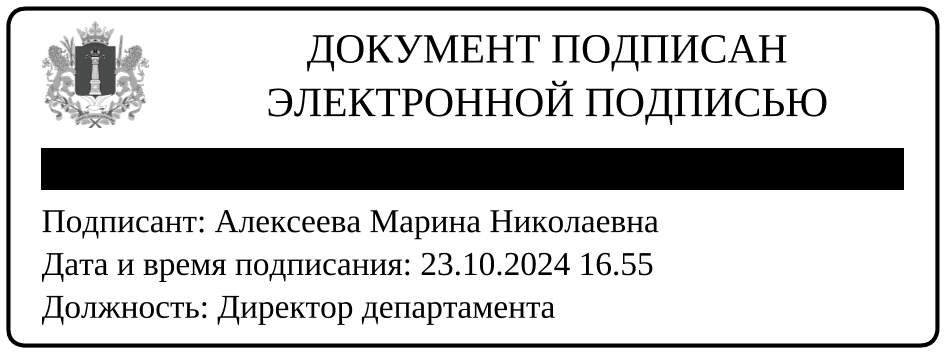 ДОКУМЕНТ ПОДПИСАН
ЭЛЕКТРОННОЙ ПОДПИСЬЮ
Подписант: Алексеева Марина Николаевна
Дата и время подписания: 23.10.2024 16.55
Должность: Директор департамента